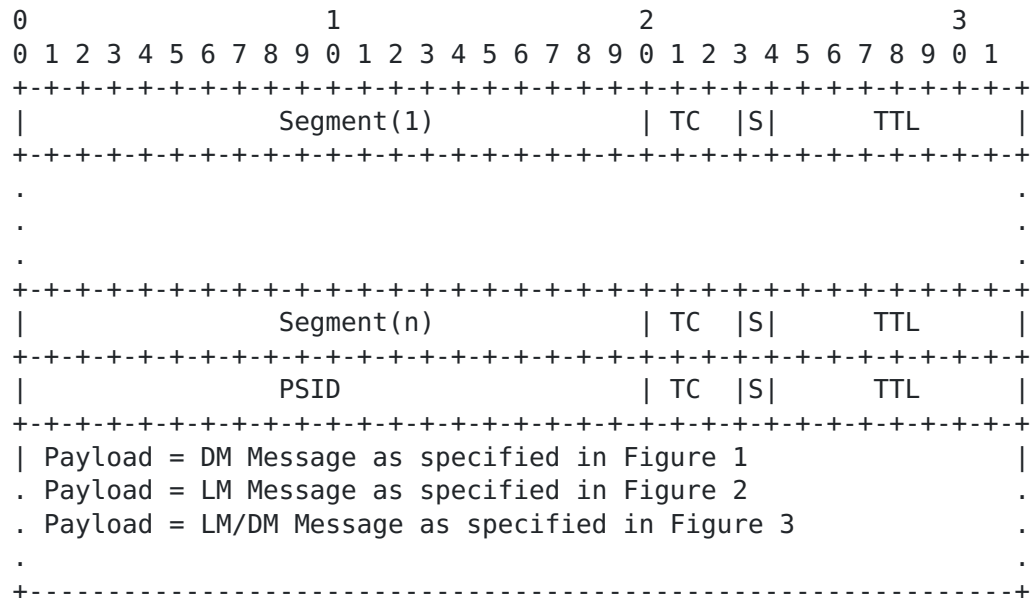 0                   1                   2                   3
0 1 2 3 4 5 6 7 8 9 0 1 2 3 4 5 6 7 8 9 0 1 2 3 4 5 6 7 8 9 0 1
+-+-+-+-+-+-+-+-+-+-+-+-+-+-+-+-+-+-+-+-+-+-+-+-+-+-+-+-+-+-+-+-+
|                Segment(1)             | TC  |S|      TTL      |
+-+-+-+-+-+-+-+-+-+-+-+-+-+-+-+-+-+-+-+-+-+-+-+-+-+-+-+-+-+-+-+-+
.                                                               .
.                                                               .
.                                                               .
+-+-+-+-+-+-+-+-+-+-+-+-+-+-+-+-+-+-+-+-+-+-+-+-+-+-+-+-+-+-+-+-+
|                Segment(n)             | TC  |S|      TTL      |
+-+-+-+-+-+-+-+-+-+-+-+-+-+-+-+-+-+-+-+-+-+-+-+-+-+-+-+-+-+-+-+-+
|                PSID                   | TC  |S|      TTL      |
+-+-+-+-+-+-+-+-+-+-+-+-+-+-+-+-+-+-+-+-+-+-+-+-+-+-+-+-+-+-+-+-+
| Payload = DM Message as specified in Figure 1                 |
. Payload = LM Message as specified in Figure 2                 .
. Payload = LM/DM Message as specified in Figure 3              .
.                                                               .
+---------------------------------------------------------------+